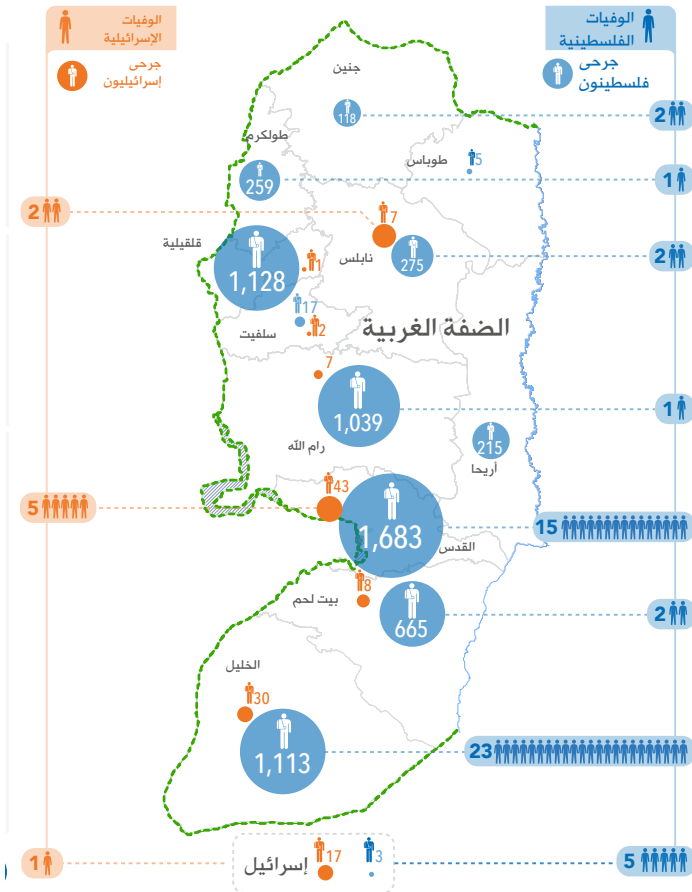 الوفيات
الفلسطينية
جرحى
فلسطينون
الوفيات
الإسرائيلية
جرحى
إسرائيليون
جنين
118
2
طولكرم
طوباس
5
259
1
2
7
قلقيلية
نابلس
275
2
1,128
1
17
2
سلفيت
الضفة الغربية
7
1,039
1
رام الله
215
أريحا
43
5
1,683
15
القدس
8
بيت لحم
665
2
الخليل
30
1,113
23
إسرائيل
17
3
1
5